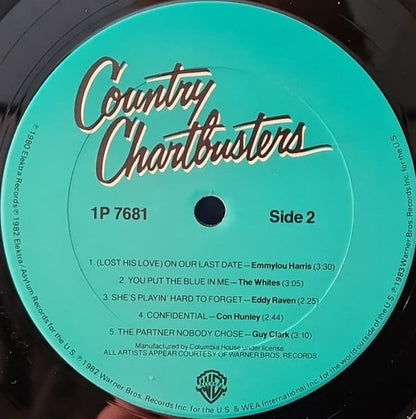 Country
Chartbusters
1P 7681
Side 2
1. (LOST HIS LOVE) ON OUR LAST DATE — Emmylou Harris (3:30)
2. YOU PUT THE BLUE IN ME — The Whites (3:05)
3. SHE'S PLAYIN' HARD TO FORGET — Eddy Raven (2:25)
4. CONFIDENTIAL — Con Hunley (2:44)
5. THE PARTNER NOBODY CHOSE — Guy Clark (3:10)
Manufactured by Columbia House under license.
ALL ARTISTS APPEAR COURTESY OF WARNER BROS. RECORDS
℗ 1980 Elektra Records ℗ 1982 Elektra/Asylum Records for the U.S. ℗ 1982 Warner Bros. Records Inc. for the U.S. & WEA International Inc. for the world outside of the U.S. ℗ 1983 Warner Bros. Records Inc.